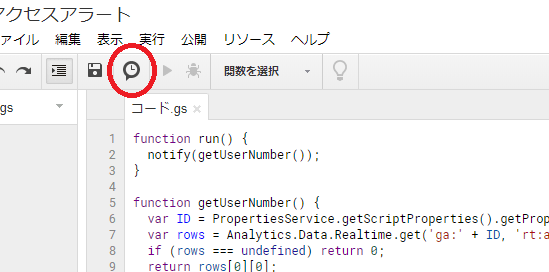 アクセスアラート
ァイル 編集 表示 実行 公開 リソース ヘルプ
関数を選択
gs
コード.gs ×
1 function run() {
2 notify(getUserNumber());
3 }
4
5 function getUserNumber() {
6 var ID = PropertiesService.getScriptProperties().getProp
7 var rows = Analytics.Data.Realtime.get('ga:' + ID, 'rt:a
8 if (rows === undefined) return 0;
9 return rows[0][0];